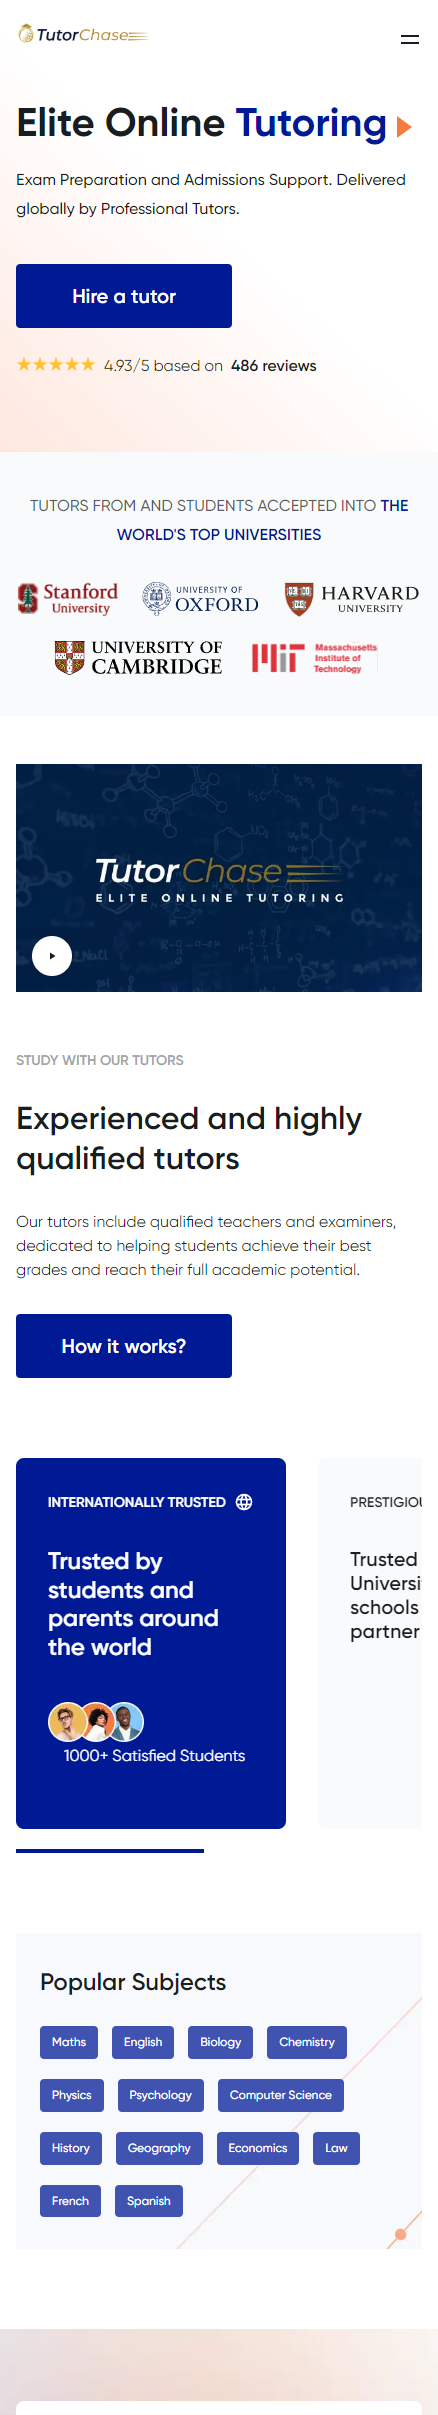 TutorChase
Elite Online Tutoring
Exam Preparation and Admissions Support. Delivered
globally by Professional Tutors.
Hire a tutor
4.93/5 based on 486 reviews
TUTORS FROM AND STUDENTS ACCEPTED INTO THE
WORLD'S TOP UNIVERSITIES
Stanford
University
UNIVERSITY OF
OXFORD
HARVARD
UNIVERSITY
UNIVERSITY OF
CAMBRIDGE
MIT
Massachusetts
Institute of
Technology
TutorChase
ELITE ONLINE TUTORING
STUDY WITH OUR TUTORS
Experienced and highly
qualified tutors
Our tutors include qualified teachers and examiners,
dedicated to helping students achieve their best
grades and reach their full academic potential.
How it works?
INTERNATIONALLY TRUSTED
Trusted by
students and
parents around
the world
1000+ Satisfied Students
PRESTIGIOU
Trusted
Universi
schools
partner
Popular Subjects
Maths English Biology Chemistry
Physics Psychology Computer Science
History Geography Economics Law
French Spanish